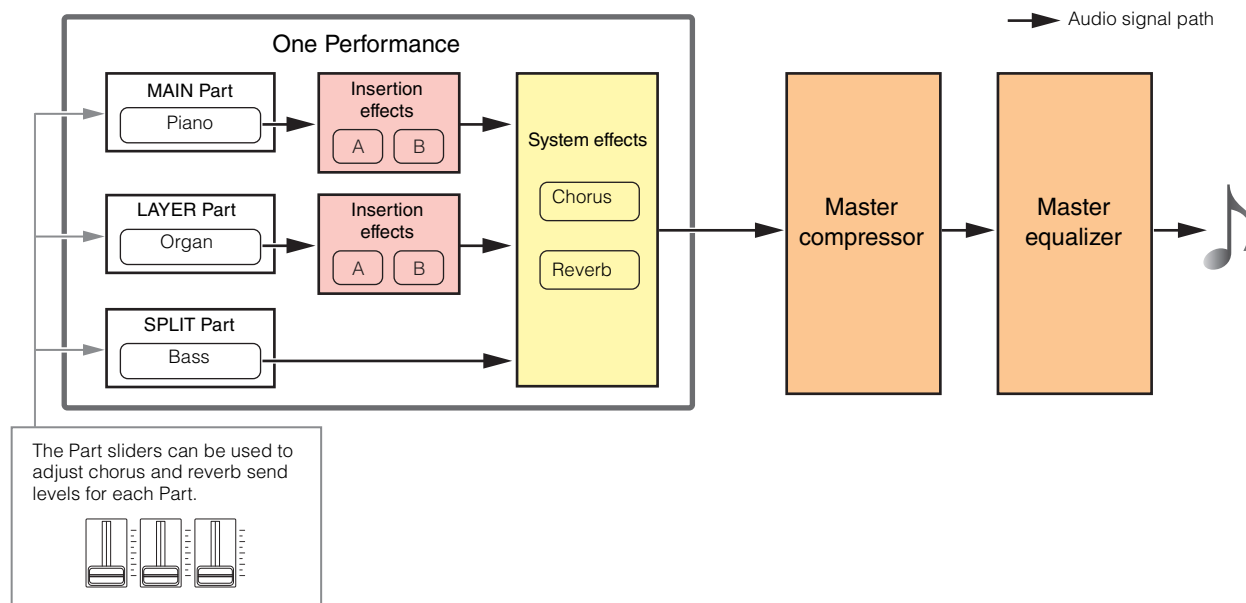 Audio signal path
One Performance
MAIN Part
Piano
Insertion
effects
A
B
LAYER Part
Organ
Insertion
effects
A
B
SPLIT Part
Bass
System effects
Chorus
Reverb
Master
compressor
Master
equalizer
The Part sliders can be used to
adjust chorus and reverb send
levels for each Part.